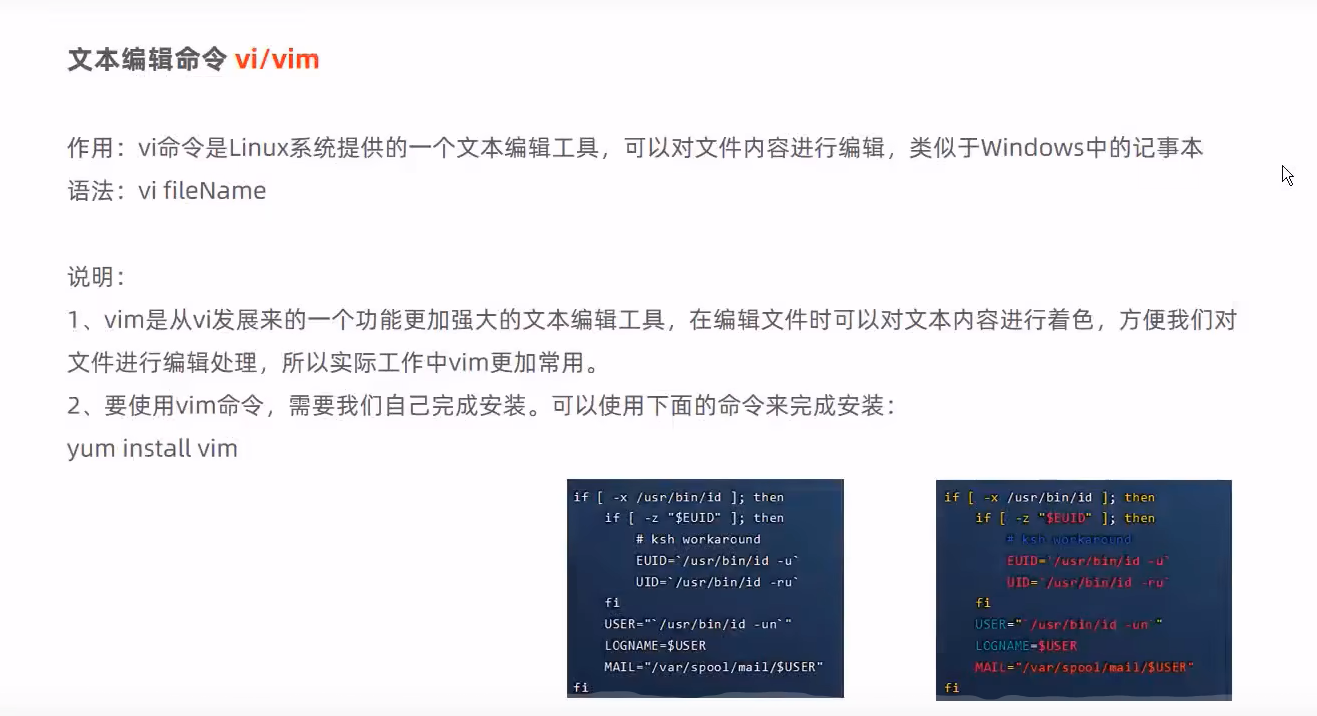 文本编辑命令 vi/vim
作用：vi命令是Linux系统提供的一个文本编辑工具，可以对文件内容进行编辑，类似于Windows中的记事本
语法：vi fileName
说明：
1、vim是从vi发展来的一个功能更加强大的文本编辑工具，在编辑文件时可以对文本内容进行着色，方便我们对
文件进行编辑处理，所以实际工作中vim更加常用。
2、要使用vim命令，需要我们自己完成安装。可以使用下面的命令来完成安装：
yum install vim
if [ -x /usr/bin/id ]; then
if [ -z "$EUID" ]; then
# ksh workaround
EUID=`/usr/bin/id -u`
UID=`/usr/bin/id -ru`
fi
USER="`/usr/bin/id -un`"
LOGNAME=$USER
MAIL="/var/spool/mail/$USER"
fi
if [ -x /usr/bin/id ]; then
if [ -z "$EUID" ]; then
# ksh workaround
EUID=`/usr/bin/id -u`
UID=`/usr/bin/id -ru`
fi
USER="`/usr/bin/id -un`"
LOGNAME=$USER
MAIL="/var/spool/mail/$USER"
fi